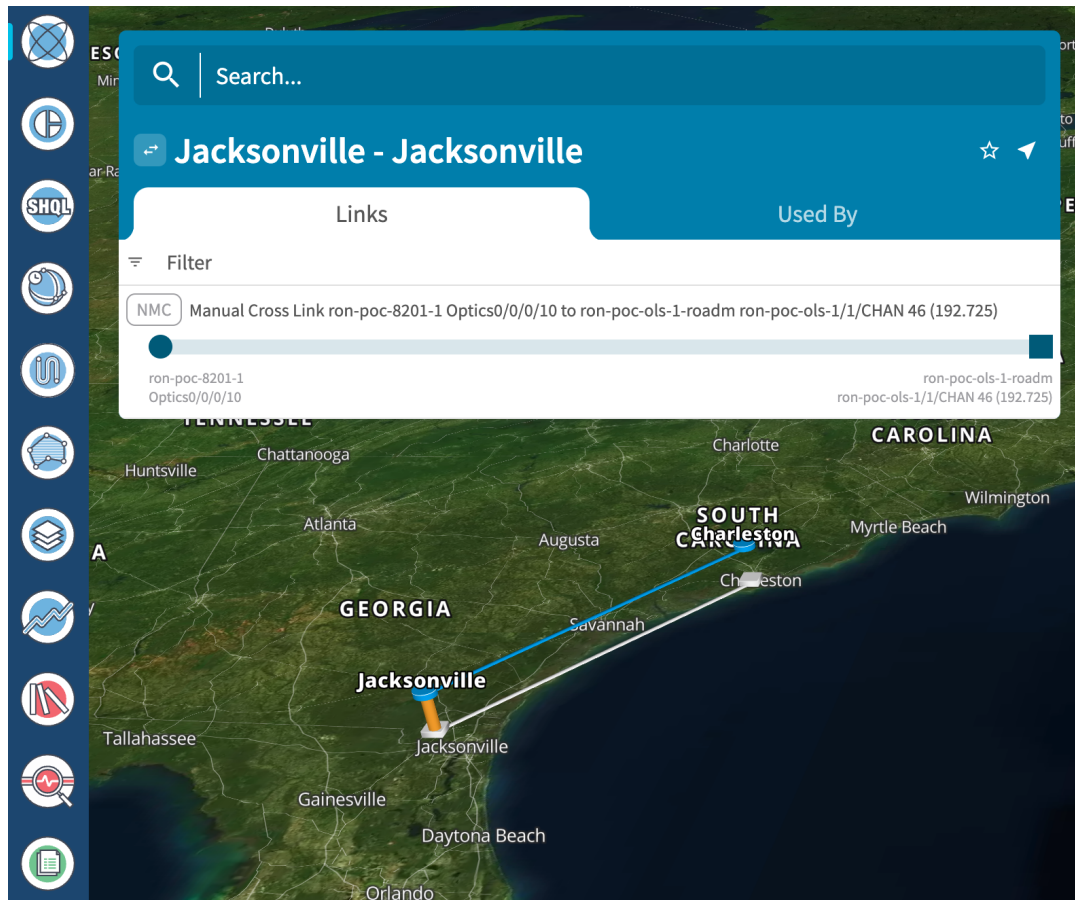 Search...
Jacksonville - Jacksonville
Links
Used By
Filter
NMC Manual Cross Link ron-poc-8201-1 Optics0/0/0/10 to ron-poc-ols-1-roadm ron-poc-ols-1/1/CHAN 46 (192.725)
ron-poc-8201-1
Optics0/0/0/10
ron-poc-ols-1-roadm
ron-poc-ols-1/1/CHAN 46 (192.725)
SHQL
TENNESSEE
Charlotte
CAROLINA
Chattanooga
Huntsville
Wilmington
SOUTH
CAROLINA
Charleston
Atlanta
Myrtle Beach
Augusta
Charleston
GEORGIA
Savannah
Jacksonville
Tallahassee
Jacksonville
Gainesville
Daytona Beach
Orlando